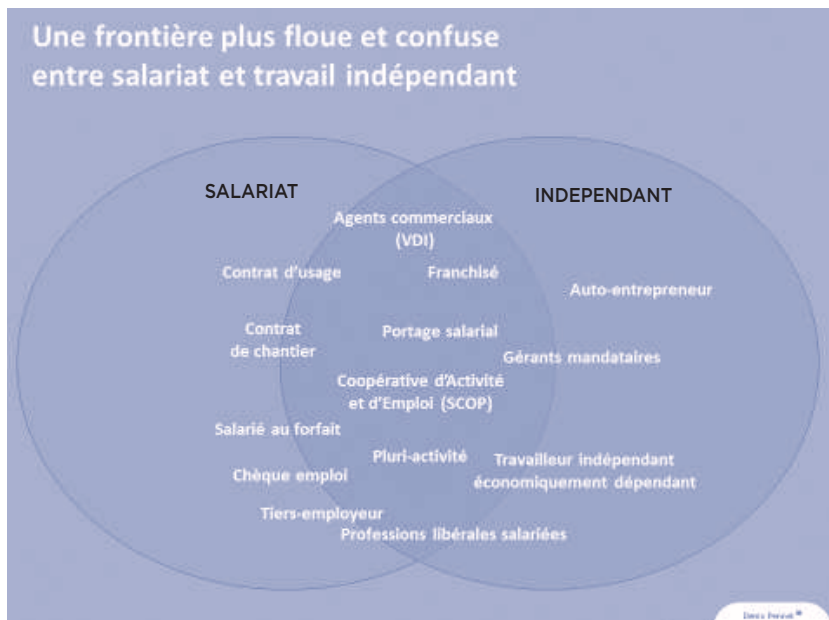 Une frontière plus floue et confuse
entre salariat et travail indépendant
SALARIAT
INDEPENDANT
Agents commerciaux
(VDI)
Contrat d'usage
Franchisé
Auto-entrepreneur
Contrat
de chantier
Portage salarial
Gérants mandataires
Coopérative d'Activité
et d'Emploi (SCOP)
Salarié au forfait
Pluri-activité
Travailleur indépendant
économiquement dépendant
Chèque emploi
Tiers-employeur
Professions libérales salariées
Denis Pennel